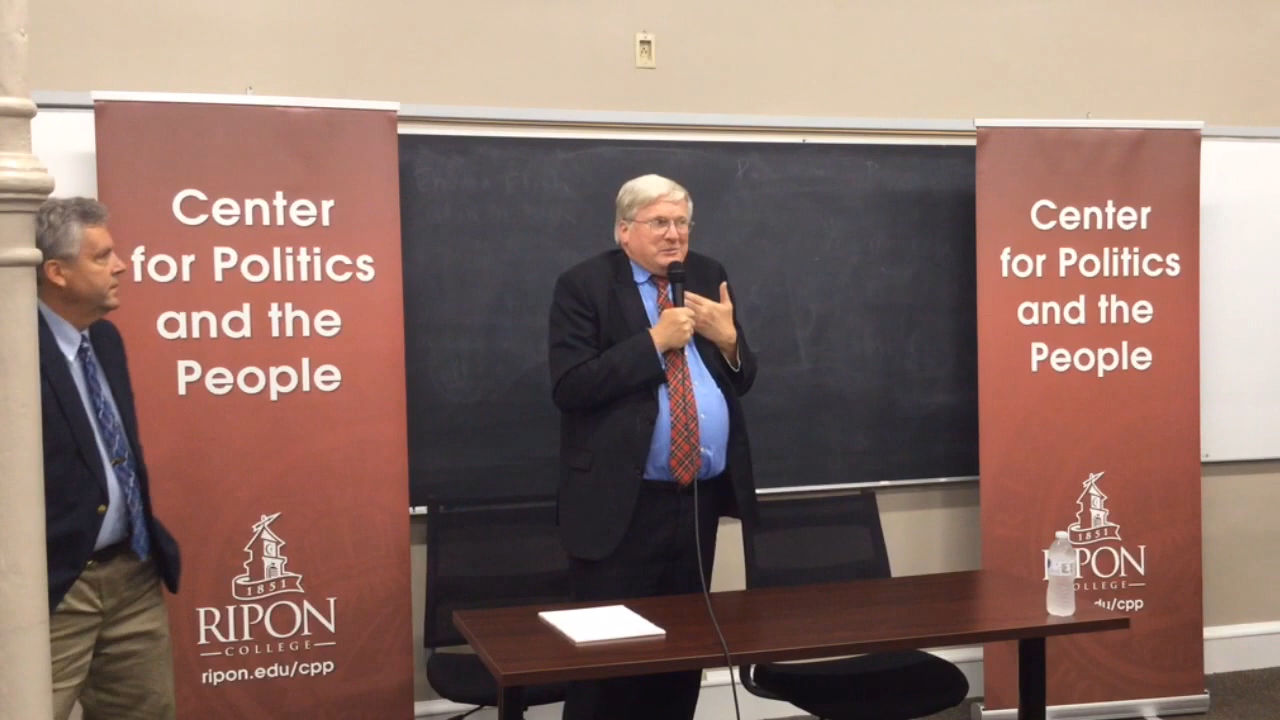 Center
for Politics
and the
People
1851
RIPON
COLLEGE
ripon.edu/cpp
Center
for Politics
and the
People
1851
RIPON
COLLEGE